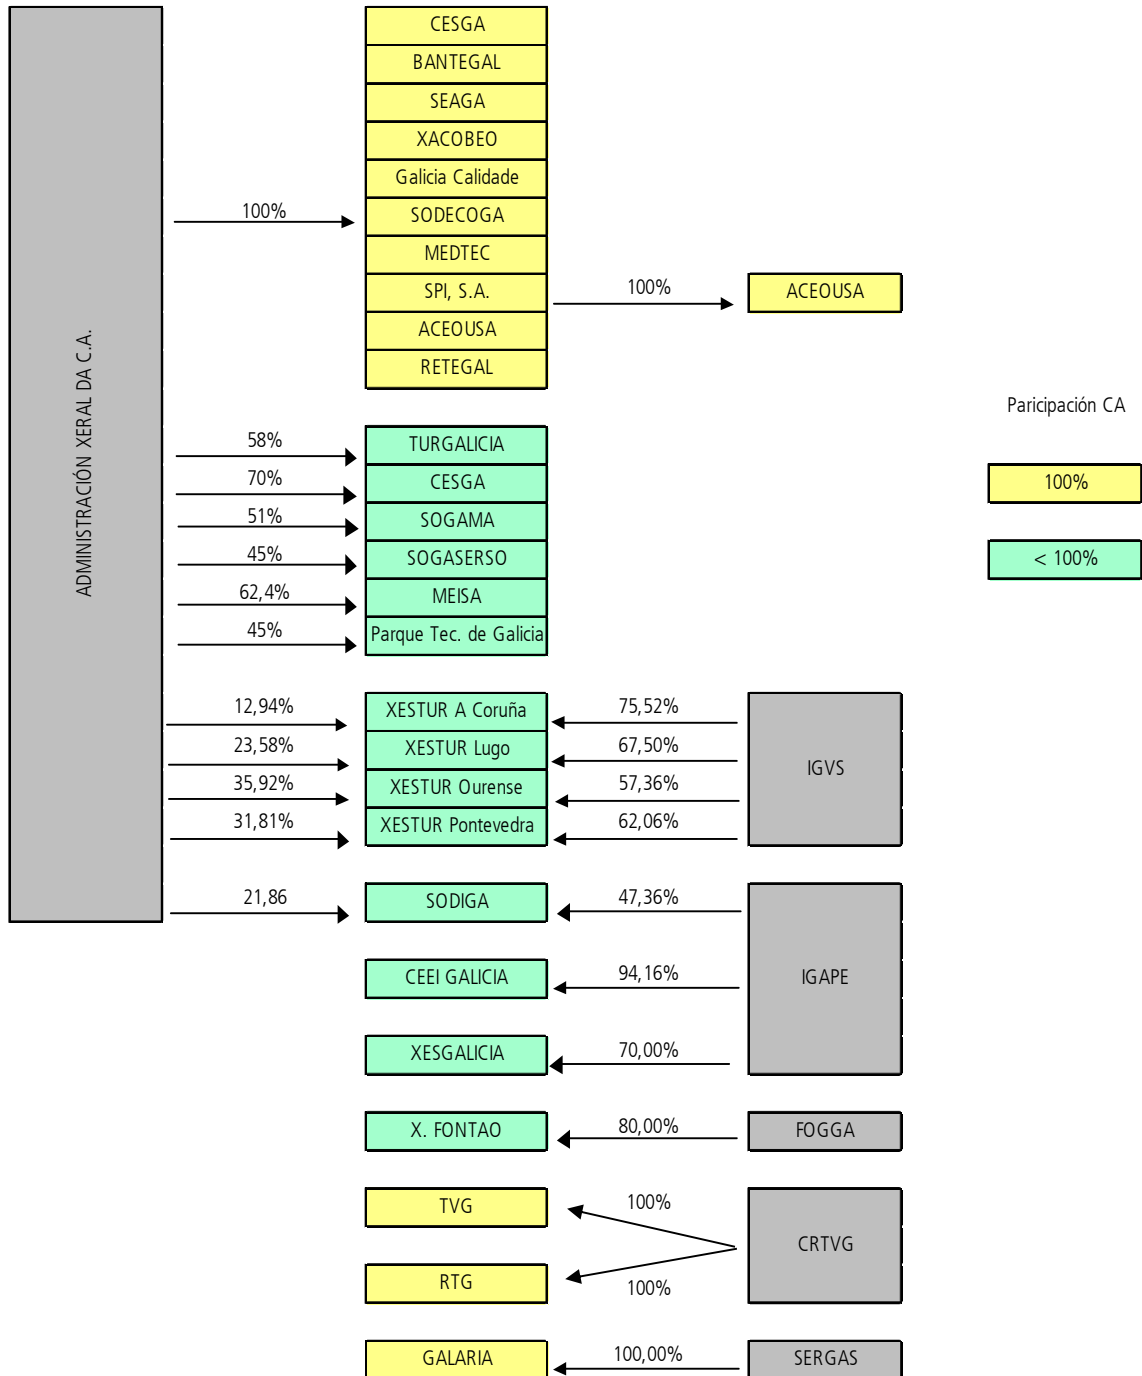 CESGA
BANTEGAL
SEAGA
XACOBEO
Galicia Calidade
100%
SODECOGA
MEDTEC
SPI, S.A.
100%
ACEOUSA
ACEOUSA
RETEGAL
ADMINISTRACIÓN XERAL DA C.A.
Paricipación CA
100%
< 100%
58%
TURGALICIA
70%
CESGA
51%
SOGAMA
45%
SOGASERSO
62,4%
MEISA
45%
Parque Tec. de Galicia
12,94%
XESTUR A Coruña
75,52%
23,58%
XESTUR Lugo
67,50%
IGVS
35,92%
XESTUR Ourense
57,36%
31,81%
XESTUR Pontevedra
62,06%
21,86
SODIGA
47,36%
CEEI GALICIA
94,16%
IGAPE
XESGALICIA
70,00%
X. FONTAO
80,00%
FOGGA
TVG
100%
CRTVG
RTG
100%
GALARIA
100,00%
SERGAS